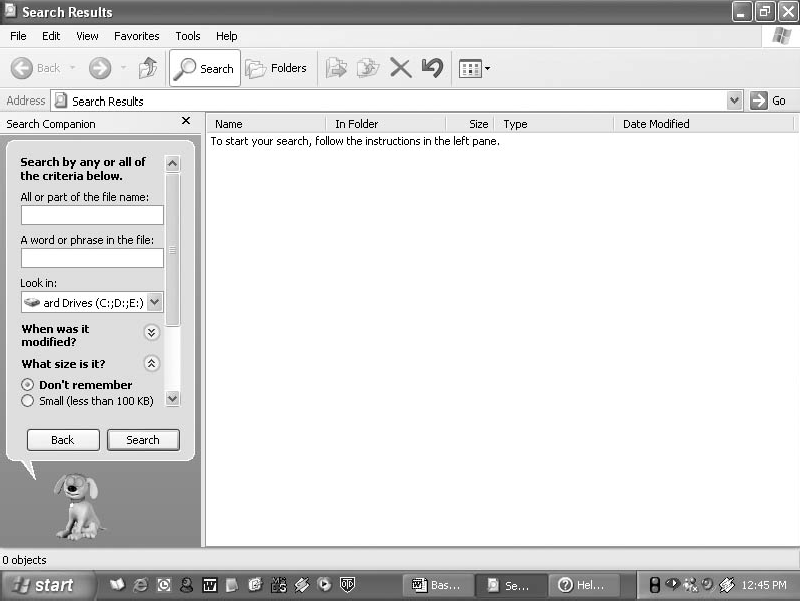 Search Results
File Edit View Favorites Tools Help
Back Search Folders
Address Search Results Go
Search Companion
Name In Folder Size Type Date Modified
To start your search, follow the instructions in the left pane.
Search by any or all of
the criteria below.
All or part of the file name:
A word or phrase in the file:
Look in:
ard Drives (C:;D:;E:)
When was it
modified?
What size is it?
Don't remember
Small (less than 100 KB)
Back Search
0 objects
start Bas... Se... Hel... 12:45 PM